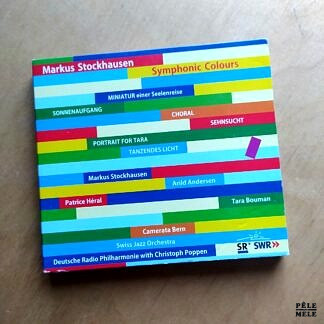 Markus Stockhausen
Symphonic Colours
MINIATUR einer Seelenreise
SONNENAUFGANG
CHORAL
SEHNSUCHT
PORTRAIT FOR TARA
TANZENDES LICHT
Markus Stockhausen
Arild Andersen
Patrice Héral
Tara Bouman
Camerata Bern
Swiss Jazz Orchestra
Deutsche Radio Philharmonie with Christoph Poppen
SR SWR»
PÊLE
MELE